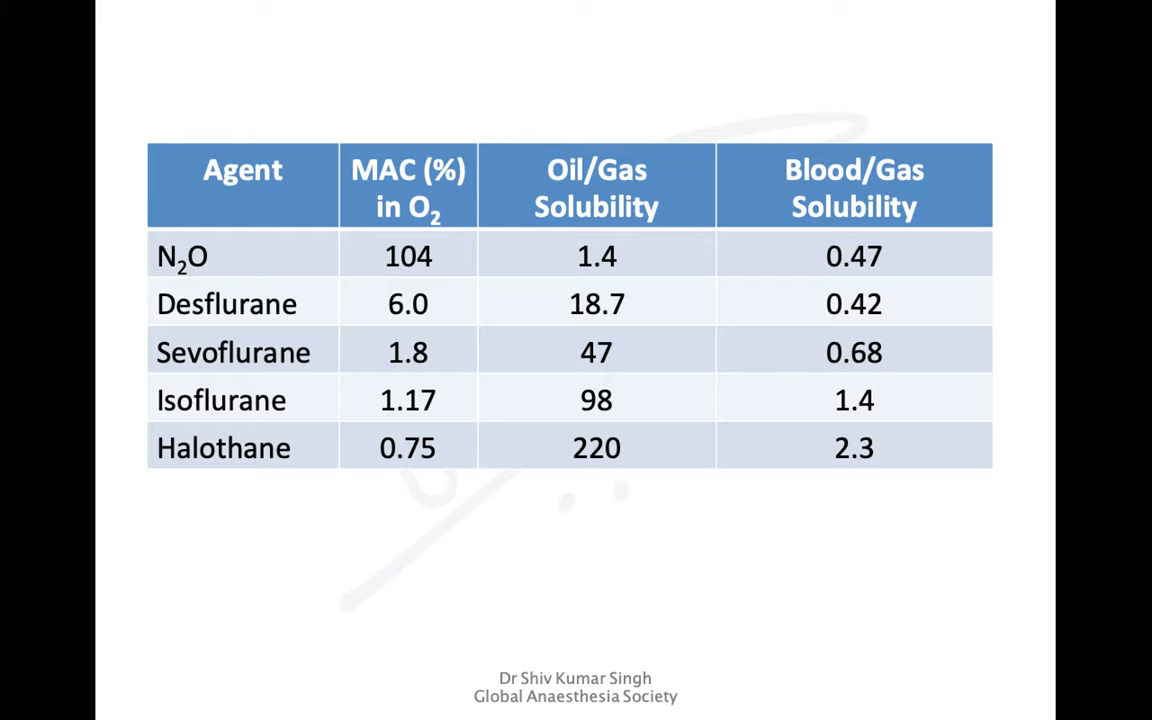 Agent MAC (%) in O₂ Oil/Gas Solubility Blood/Gas Solubility
N₂O 104 1.4 0.47
Desflurane 6.0 18.7 0.42
Sevoflurane 1.8 47 0.68
Isoflurane 1.17 98 1.4
Halothane 0.75 220 2.3
Dr Shiv Kumar Singh
Global Anaesthesia Society